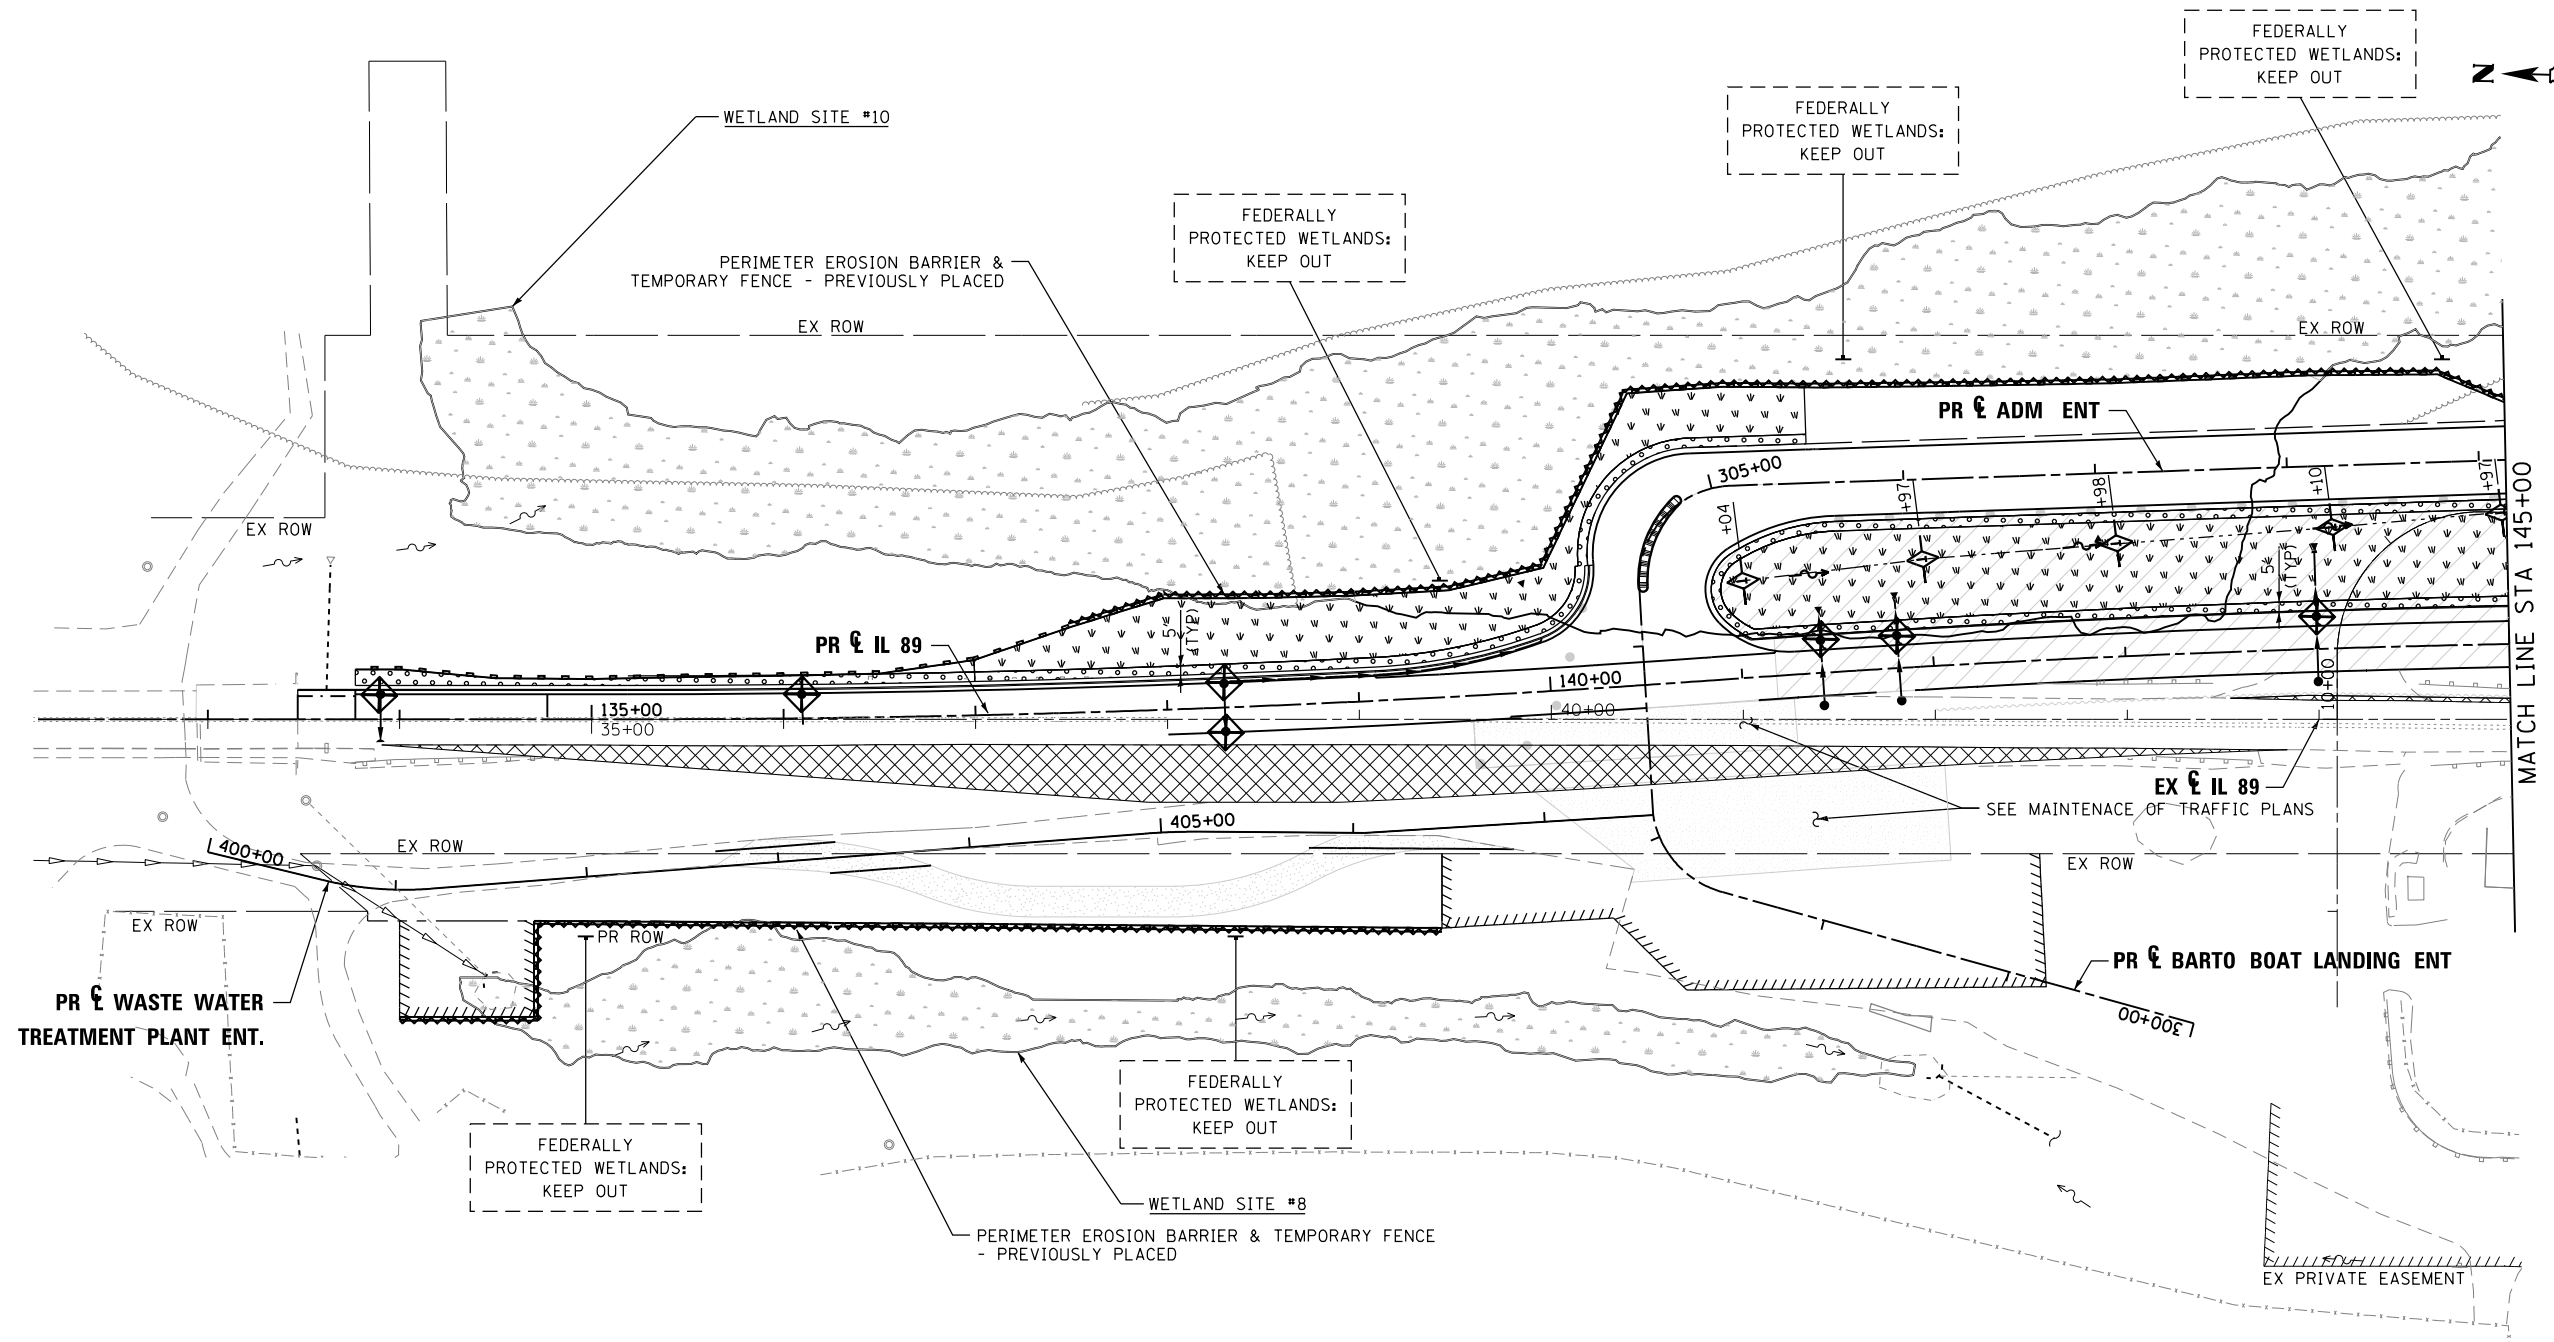 FEDERALLY
PROTECTED WETLANDS:
KEEP OUT
N
FEDERALLY
PROTECTED WETLANDS:
KEEP OUT
WETLAND SITE #10
FEDERALLY
PROTECTED WETLANDS:
KEEP OUT
PERIMETER EROSION BARRIER &
TEMPORARY FENCE - PREVIOUSLY PLACED
EX ROW
EX ROW
PR ℄ ADM ENT
305+00
+04
+97
+98
+10
+97
EX ROW
5'
(TYP)
5'
(TYP)
PR ℄ IL 89
140+00
40+00
135+00
35+00
10+00
MATCH LINE STA 145+00
EX ℄ IL 89
SEE MAINTENACE OF TRAFFIC PLANS
405+00
400+00
EX ROW
EX ROW
EX ROW
PR ROW
PR ℄ BARTO BOAT LANDING ENT
300+00
PR ℄ WASTE WATER
TREATMENT PLANT ENT.
FEDERALLY
PROTECTED WETLANDS:
KEEP OUT
FEDERALLY
PROTECTED WETLANDS:
KEEP OUT
WETLAND SITE #8
PERIMETER EROSION BARRIER & TEMPORARY FENCE
- PREVIOUSLY PLACED
EX PRIVATE EASEMENT